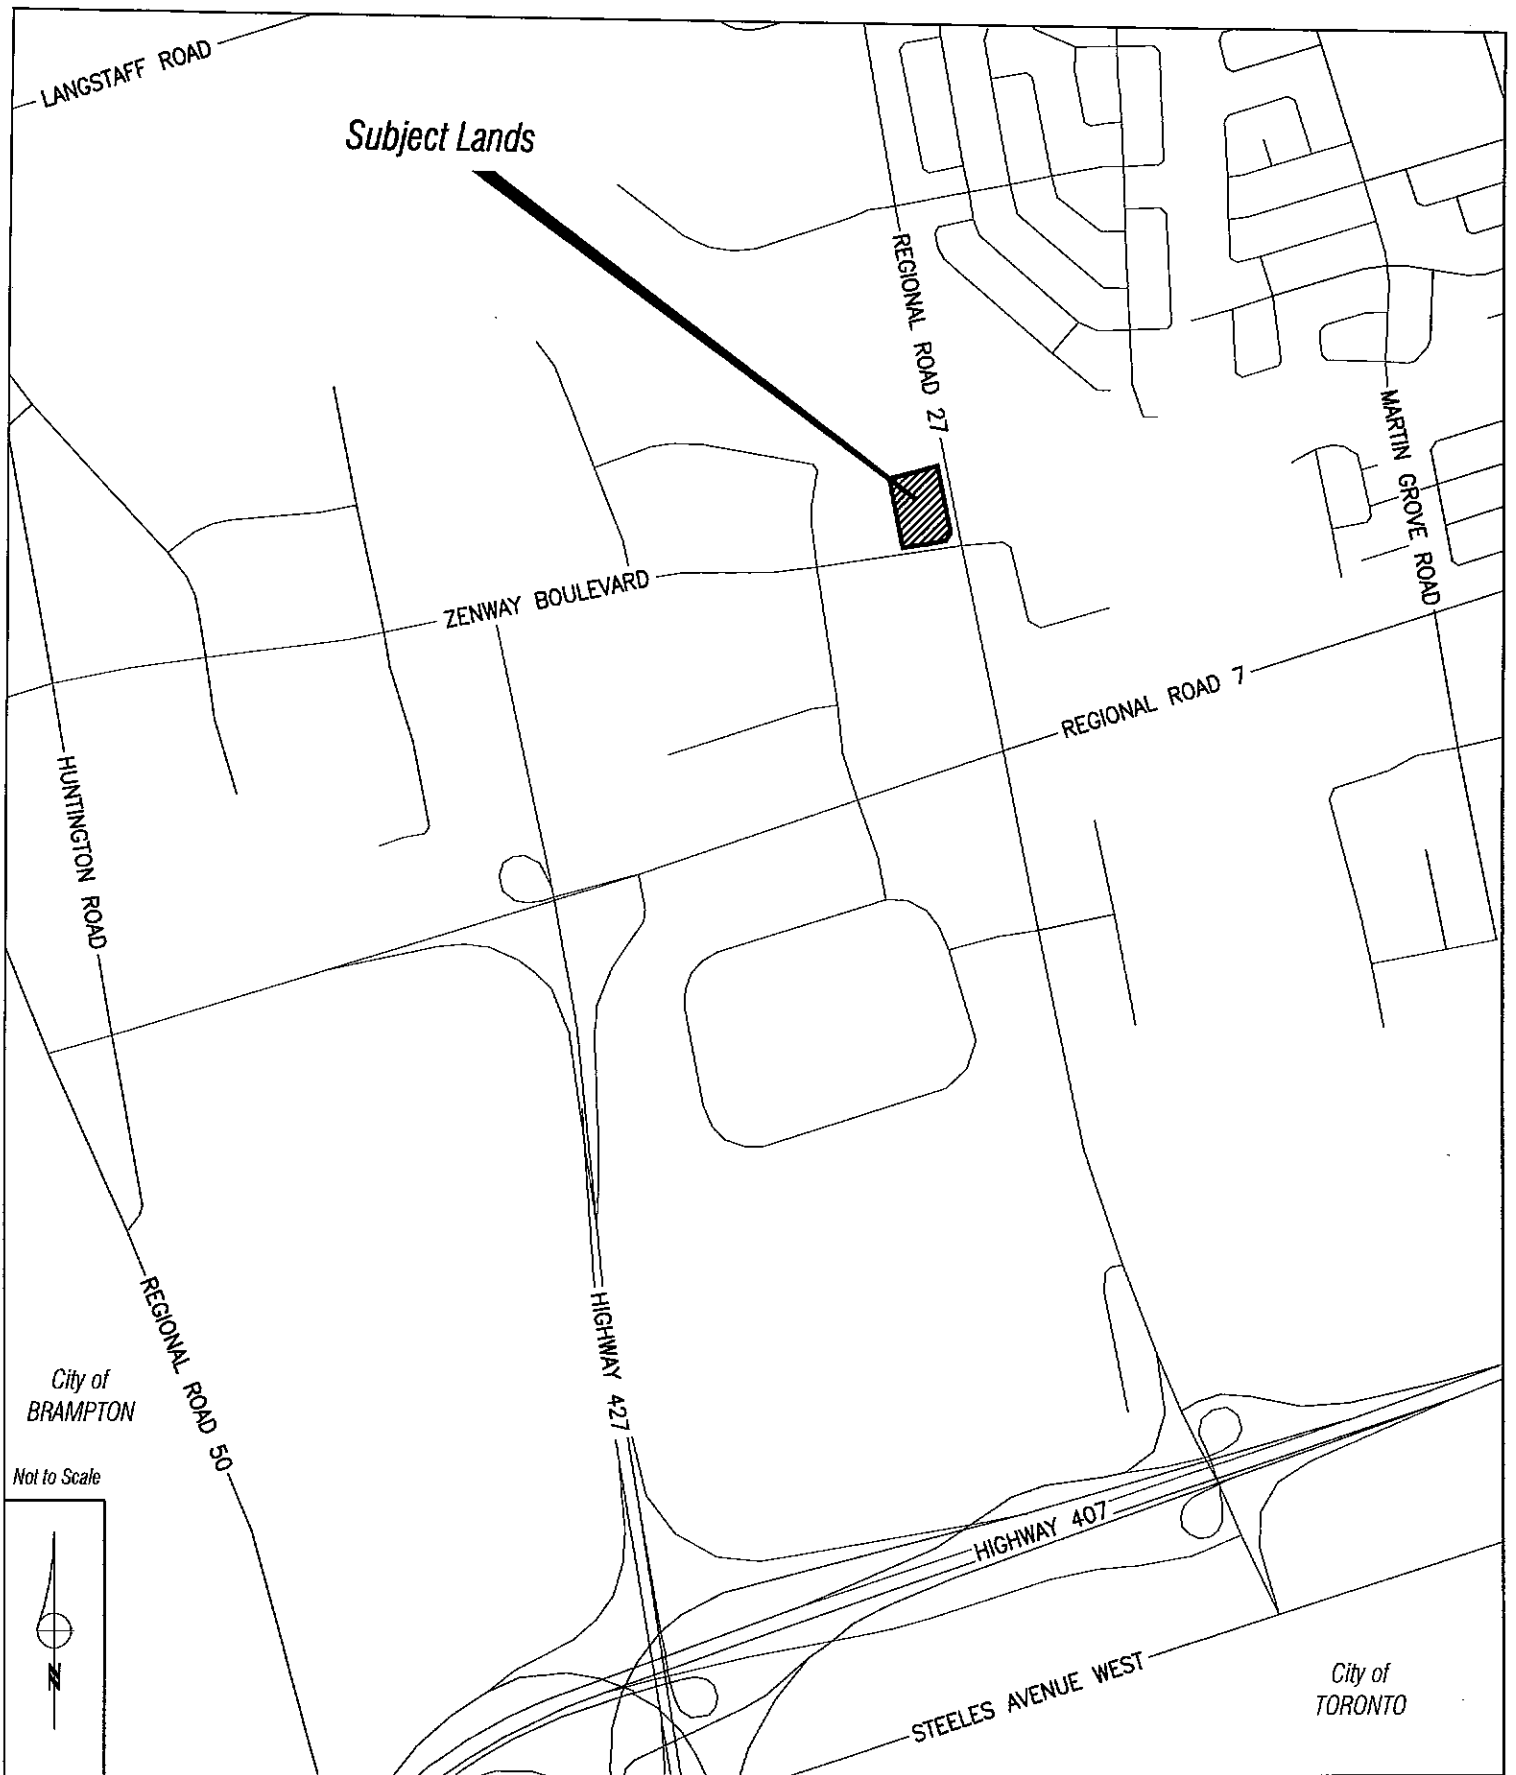 LANGSTAFF ROAD
Subject Lands
REGIONAL ROAD 27
MARTIN GROVE ROAD
ZENWAY BOULEVARD
REGIONAL ROAD 7
HUNTINGTON ROAD
REGIONAL ROAD 50
HIGHWAY 427
City of
BRAMPTON
Not to Scale
HIGHWAY 407
N
STEELES AVENUE WEST
City of
TORONTO